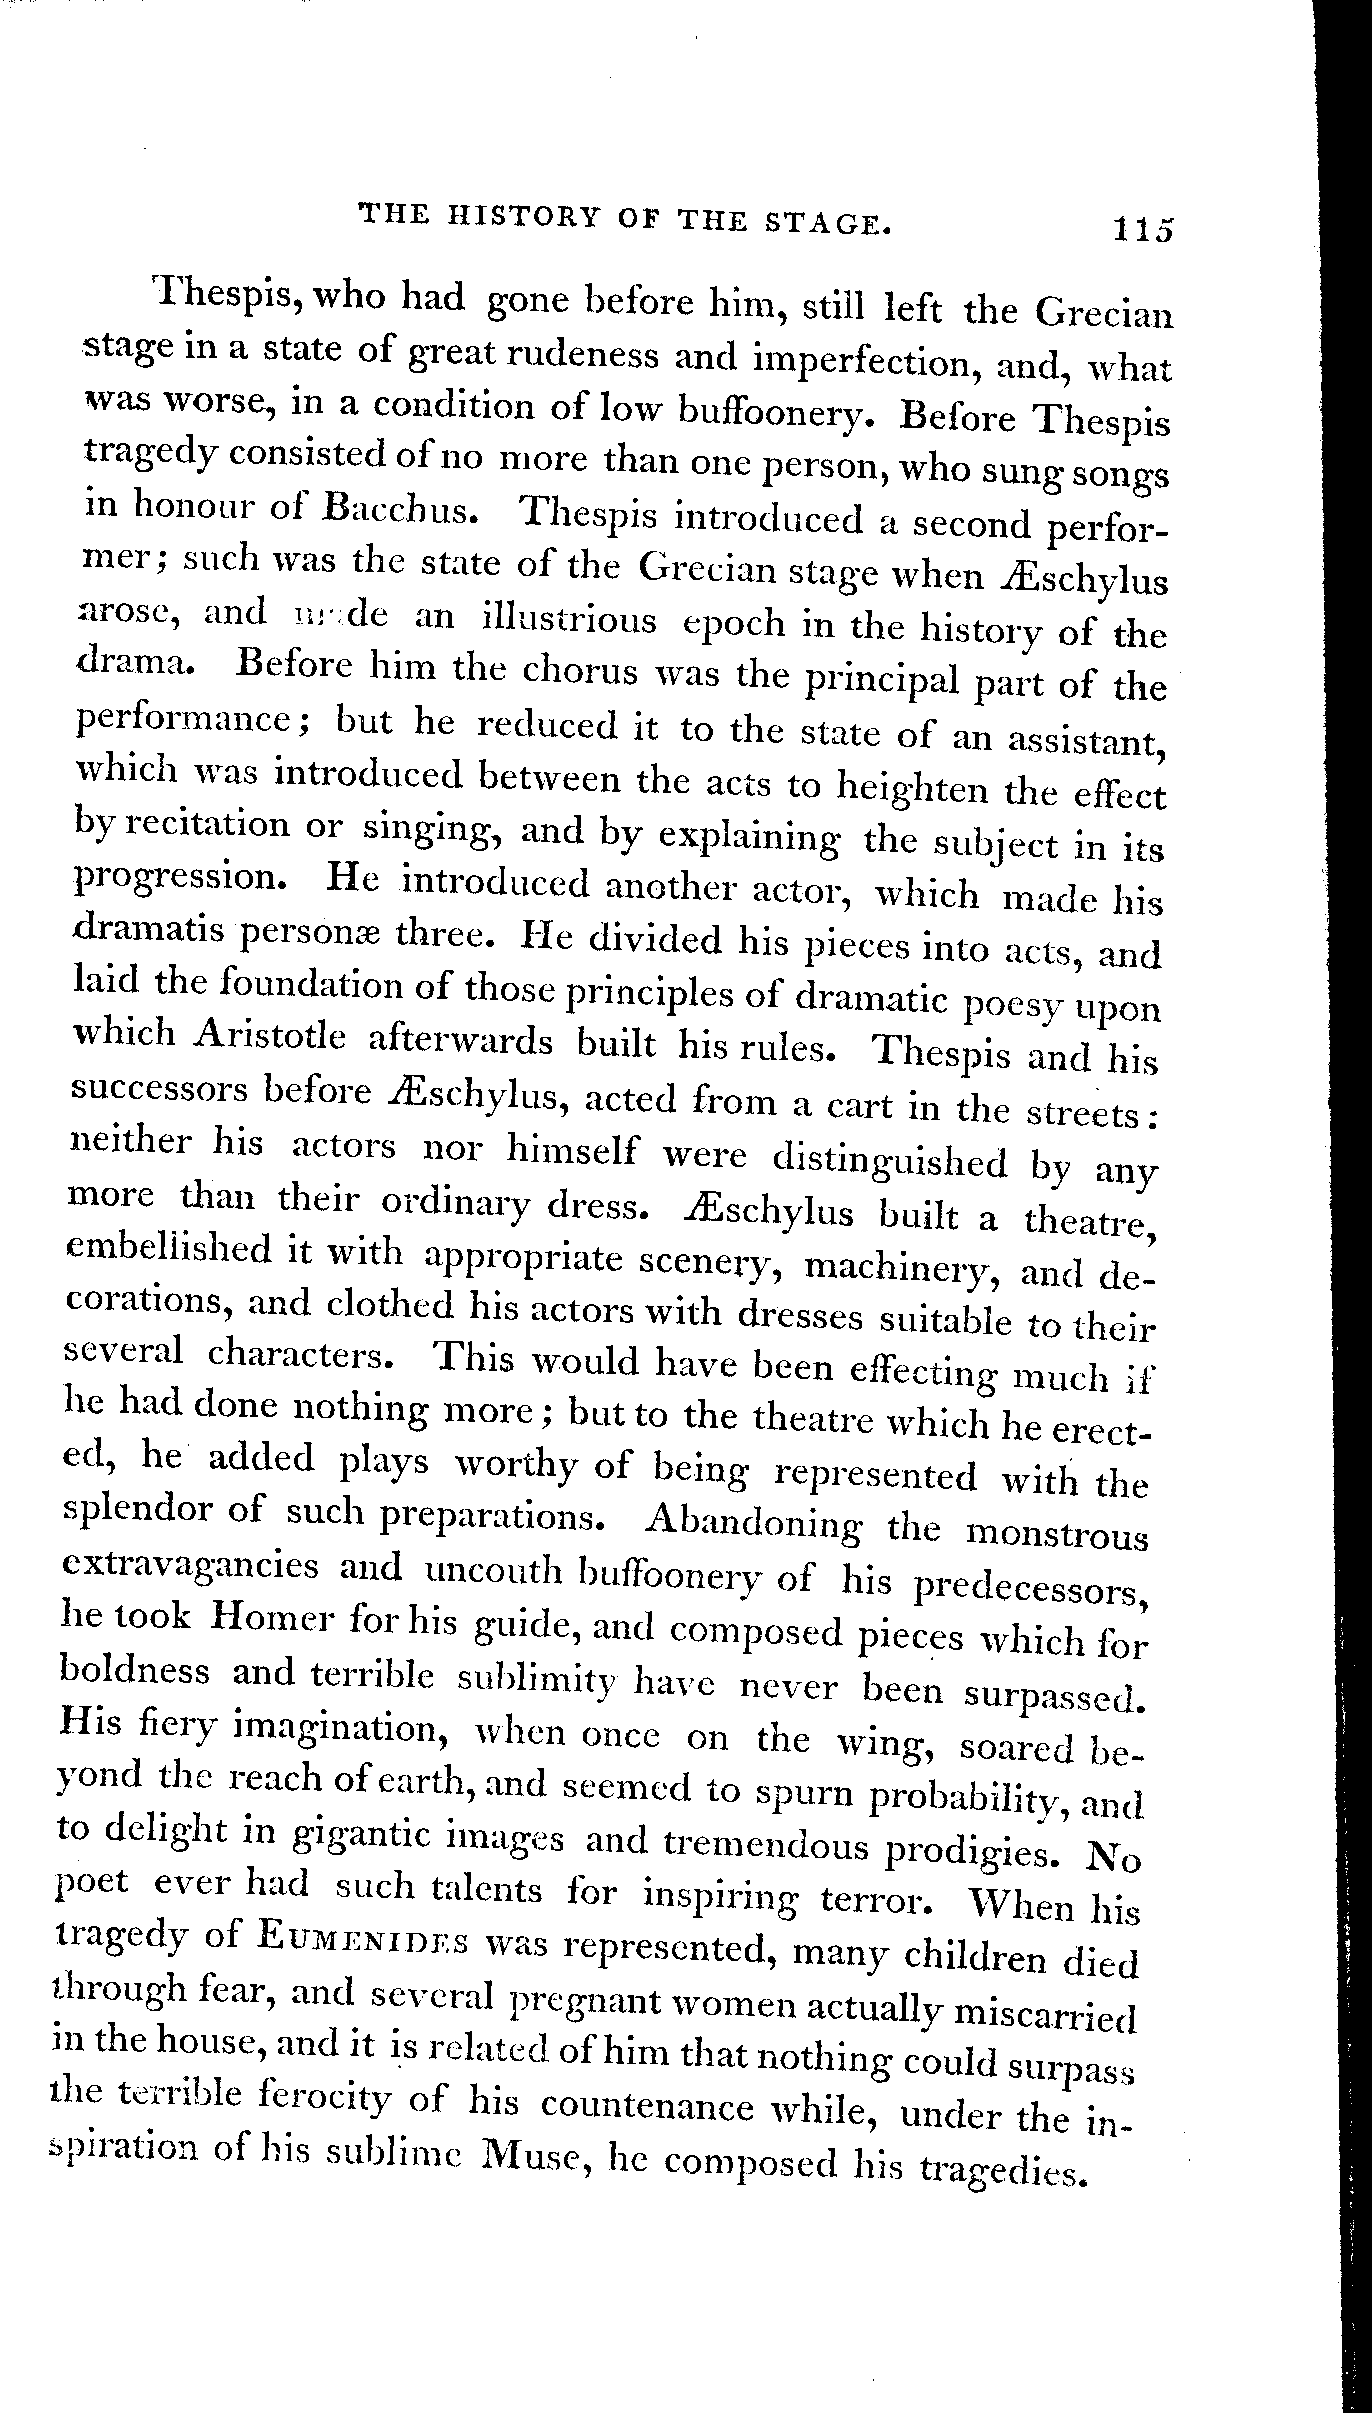 THE HISTORY OF THE STAGE. 115
Thespis, who had gone before him, still left the Grecian
stage in a state of great rudeness and imperfection, and, what
was worse, in a condition of low buffoonery. Before Thespis
tragedy consisted of no more than one person, who sung songs
in honour of Bacchus. Thespis introduced a second perfor-
mer; such was the state of the Grecian stage when Æschylus
arose, and made an illustrious epoch in the history of the
drama. Before him the chorus was the principal part of the
performance; but he reduced it to the state of an assistant,
which was introduced between the acts to heighten the effect
by recitation or singing, and by explaining the subject in its
progression. He introduced another actor, which made his
dramatis personæ three. He divided his pieces into acts, and
laid the foundation of those principles of dramatic poesy upon
which Aristotle afterwards built his rules. Thespis and his
successors before Æschylus, acted from a cart in the streets:
neither his actors nor himself were distinguished by any
more than their ordinary dress. Æschylus built a theatre,
embellished it with appropriate scenery, machinery, and de-
corations, and clothed his actors with dresses suitable to their
several characters. This would have been effecting much if
he had done nothing more; but to the theatre which he erect-
ed, he added plays worthy of being represented with the
splendor of such preparations. Abandoning the monstrous
extravagancies and uncouth buffoonery of his predecessors,
he took Homer for his guide, and composed pieces which for
boldness and terrible sublimity have never been surpassed.
His fiery imagination, when once on the wing, soared be-
yond the reach of earth, and seemed to spurn probability, and
to delight in gigantic images and tremendous prodigies. No
poet ever had such talents for inspiring terror. When his
tragedy of EUMENIDES was represented, many children died
through fear, and several pregnant women actually miscarried
in the house, and it is related of him that nothing could surpass
the terrible ferocity of his countenance while, under the in-
spiration of his sublime Muse, he composed his tragedies.